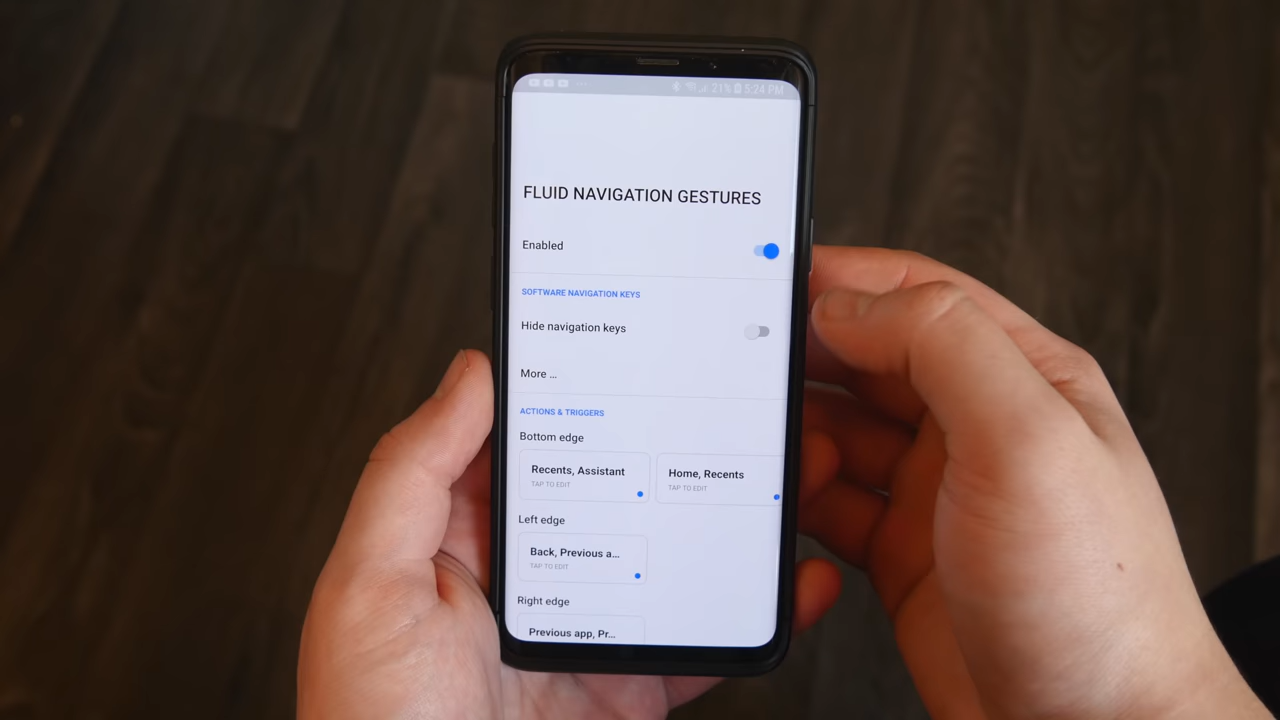 21% 5:24 PM
FLUID NAVIGATION GESTURES
Enabled
SOFTWARE NAVIGATION KEYS
Hide navigation keys
More ...
ACTIONS & TRIGGERS
Bottom edge
Recents, Assistant
TAP TO EDIT
Home, Recents
TAP TO EDIT
Left edge
Back, Previous a...
TAP TO EDIT
Right edge
Previous app, Pr...